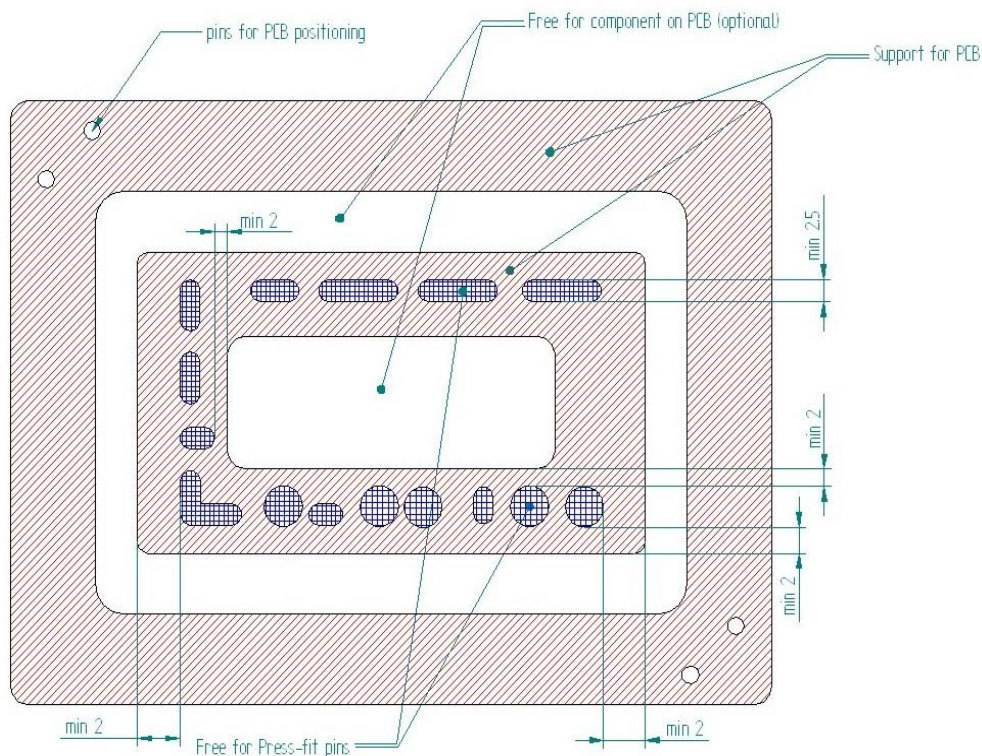 Free for component on PCB (optional)
pins for PCB positioning
Support for PCB
min 2
min 2.5
min 2
min 2
min 2
min 2
Free for Press-fit pins